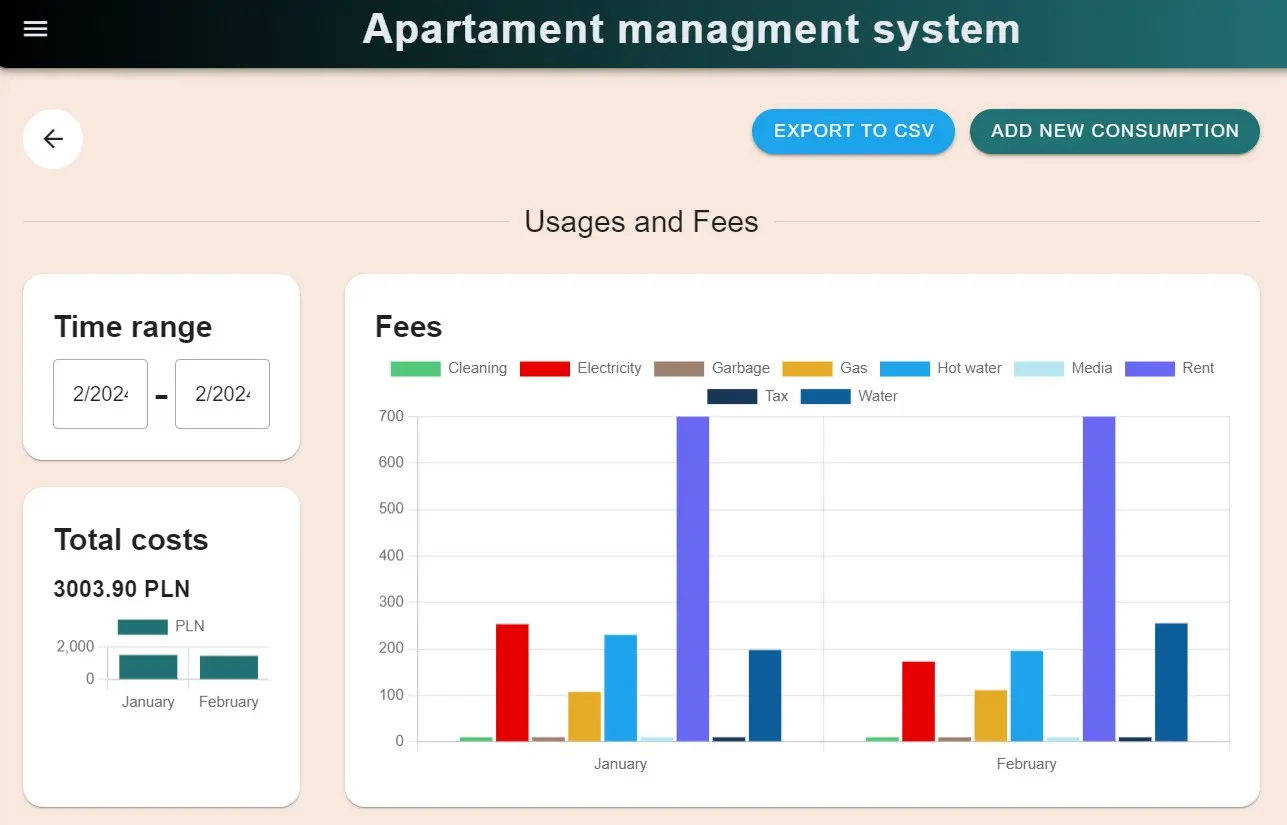 Apartament managment system
EXPORT TO CSV
ADD NEW CONSUMPTION
Usages and Fees
Time range
2/2024 - 2/2024
Total costs
3003.90 PLN
PLN
2,000
0
January February
Fees
Cleaning Electricity Garbage Gas Hot water Media Rent
Tax Water
700
600
500
400
300
200
100
0
January February